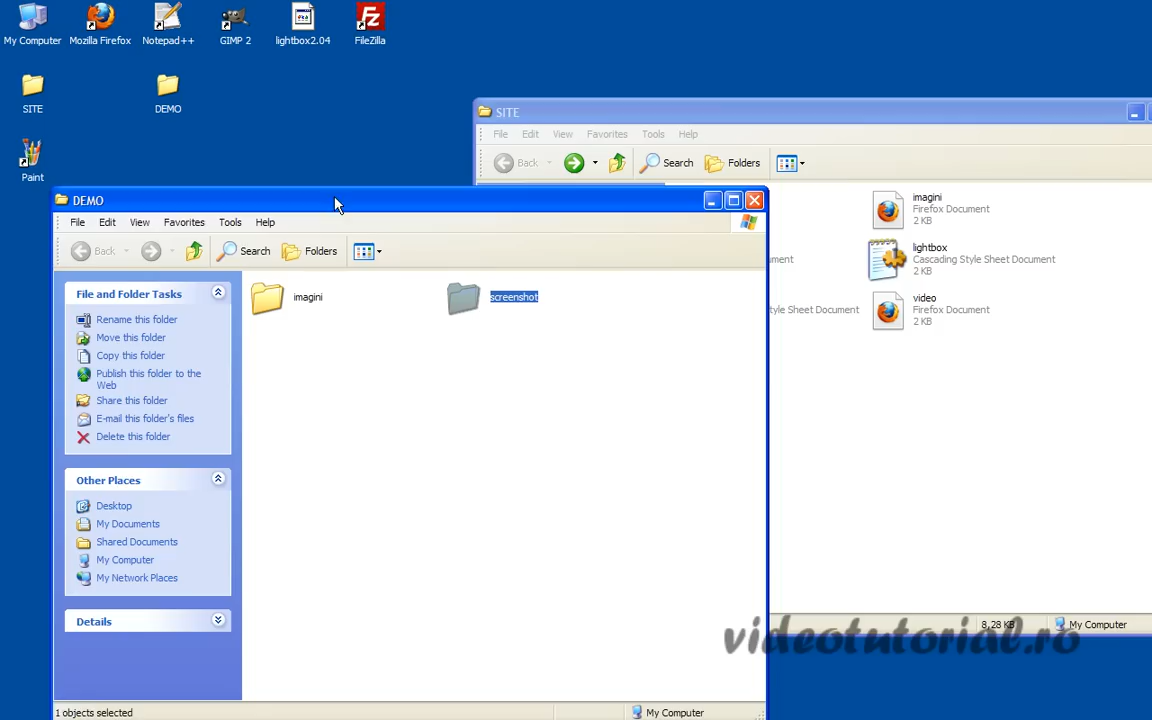 My Computer
Mozilla Firefox
Notepad++
GIMP 2
lightbox2.04
FileZilla
SITE
DEMO
Paint
SITE
File Edit View Favorites Tools Help
Back Search Folders
imagini
Firefox Document
2 KB
lightbox
Cascading Style Sheet Document
2 KB
video
Firefox Document
2 KB
ment
tyle Sheet Document
8,28 KB
My Computer
DEMO
File Edit View Favorites Tools Help
Back Search Folders
File and Folder Tasks
Rename this folder
Move this folder
Copy this folder
Publish this folder to the
Web
Share this folder
E-mail this folder's files
Delete this folder
Other Places
Desktop
My Documents
Shared Documents
My Computer
My Network Places
Details
imagini
screenshot
1 objects selected
My Computer
videotutorial.ro